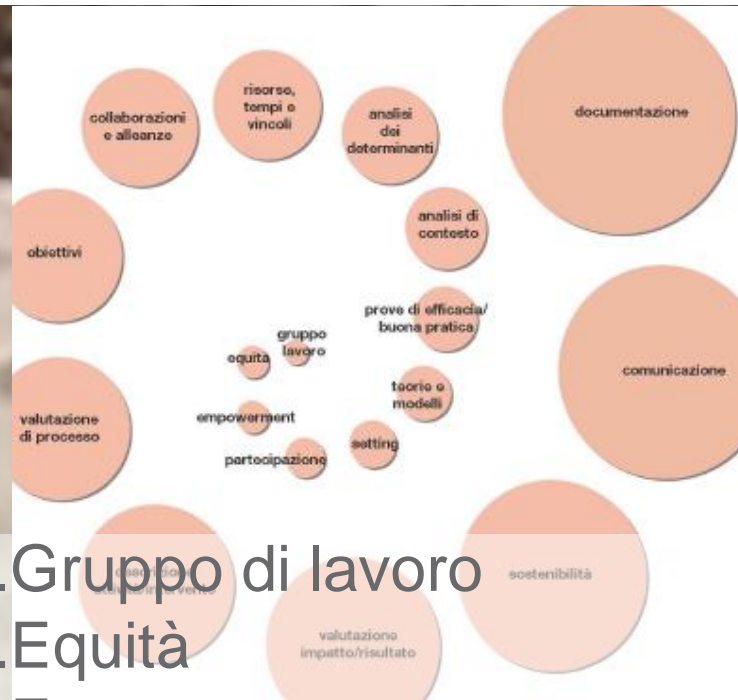 risorse,
tempi e
vincoli
collaborazioni
e alleanze
analisi
dei
determinanti
documentazione
analisi di
contesto
obiettivi
prove di efficacia/
buona pratica
gruppo
lavoro
equità
comunicazione
teorie e
modelli
empowerment
valutazione
di processo
setting
partecipazione
.Gruppo di lavoro
sostenibilità
.Equità
valutazione
impatto/risultato